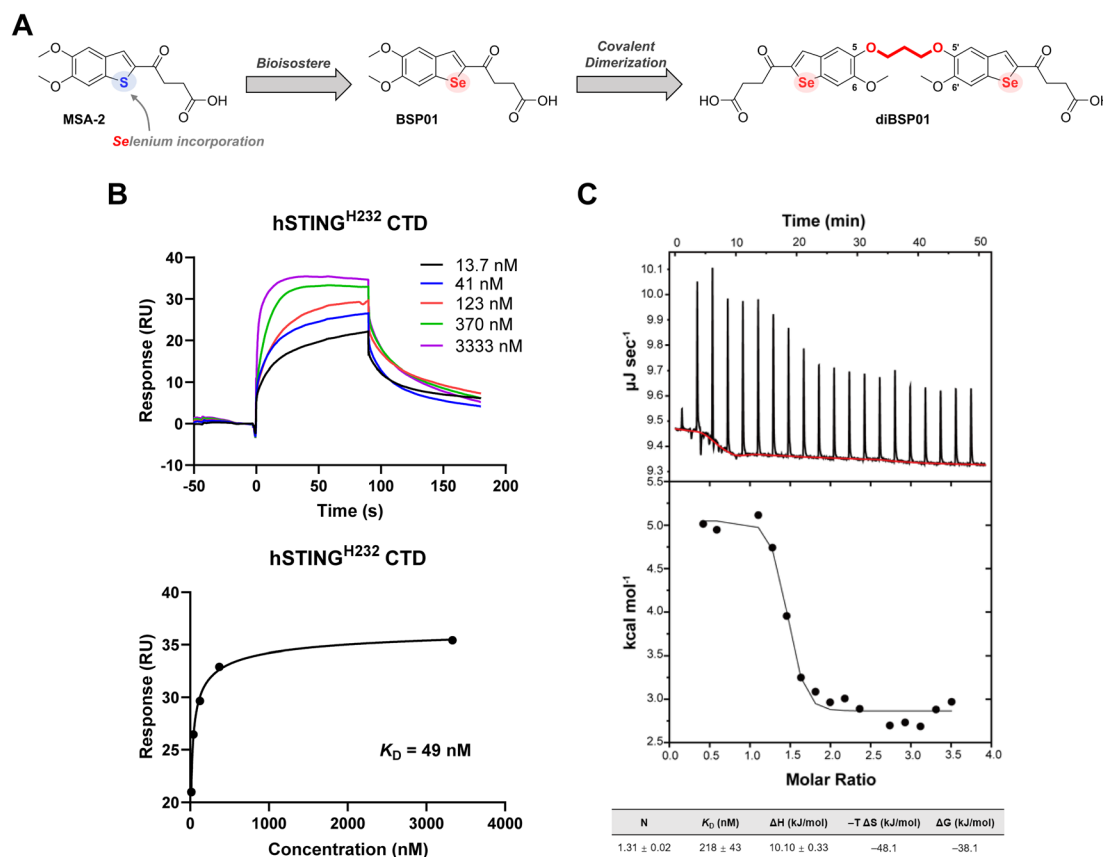 A
MSA-2
Selenium incorporation
Bioisostere
BSP01
Covalent
Dimerization
diBSP01
O
O
S
O
O
OH
O
O
Se
O
O
OH
O
HO
O
Se
5
O
6
O
O
5'
O
6'
Se
O
O
OH
B
hSTING^H232 CTD
Response (RU)
40
30
20
10
0
-10
-50
0
50
100
150
200
Time (s)
13.7 nM
41 nM
123 nM
370 nM
3333 nM
hSTING^H232 CTD
Response (RU)
40
35
30
25
20
0
1000
2000
3000
4000
Concentration (nM)
K_D = 49 nM
C
Time (min)
0 10 20 30 40 50
µJ sec⁻¹
10.1
10.0
9.9
9.8
9.7
9.6
9.5
9.4
9.3
kcal mol⁻¹
5.5
5.0
4.5
4.0
3.5
3.0
2.5
0.0 0.5 1.0 1.5 2.0 2.5 3.0 3.5 4.0
Molar Ratio
N K_D (nM) ΔH (kJ/mol) –T ΔS (kJ/mol) ΔG (kJ/mol)
1.31 ± 0.02 218 ± 43 10.10 ± 0.33 –48.1 –38.1